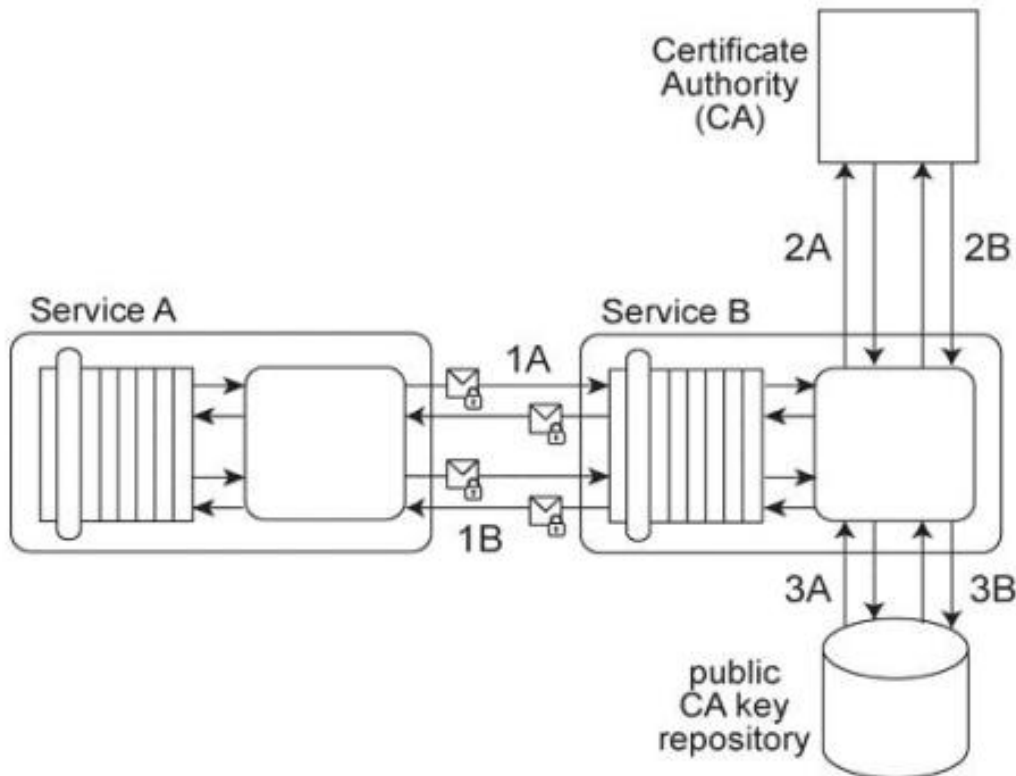 Certificate
Authority
(CA)
2A
2B
Service A
Service B
1A
1B
3A
3B
public
CA key
repository